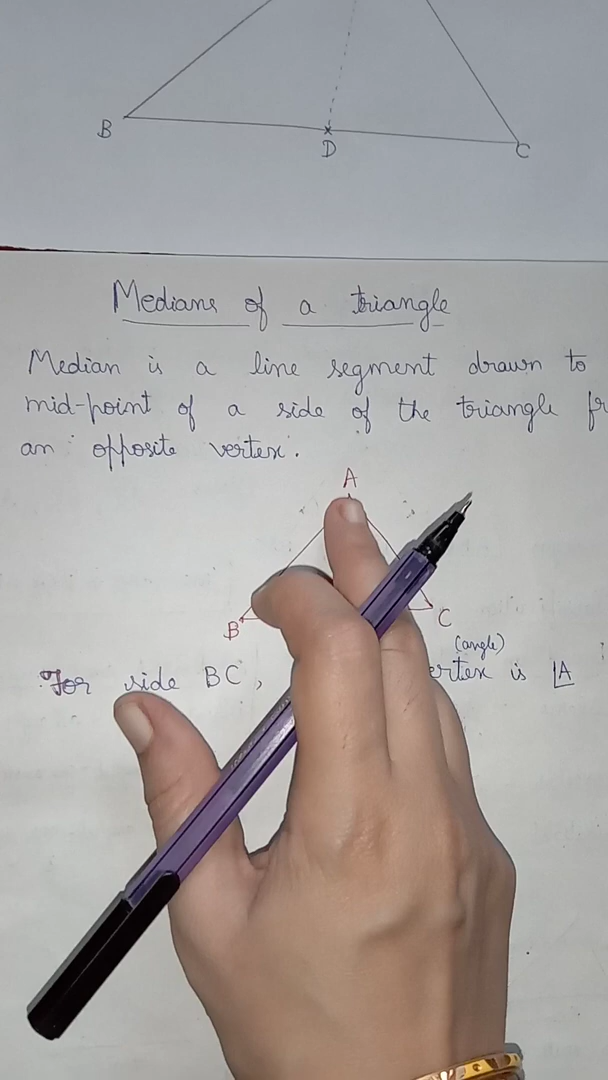 B
D
C
Medians of a triangle
Median is a line segment drawn to
mid-point of a side of the triangle
an opposite vertex.
A
B
C
(angle)
For side BC, is ∠A